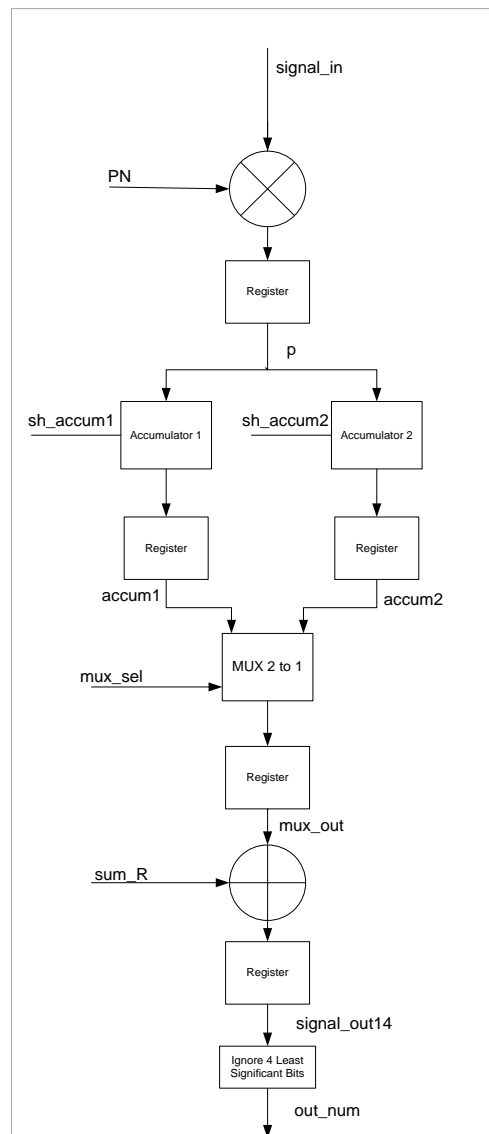 signal_in
PN
Register
p
sh_accum1
Accumulator 1
sh_accum2
Accumulator 2
Register
Register
accum1
accum2
MUX 2 to 1
mux_sel
Register
mux_out
sum_R
Register
signal_out14
Ignore 4 Least
Significant Bits
out_num